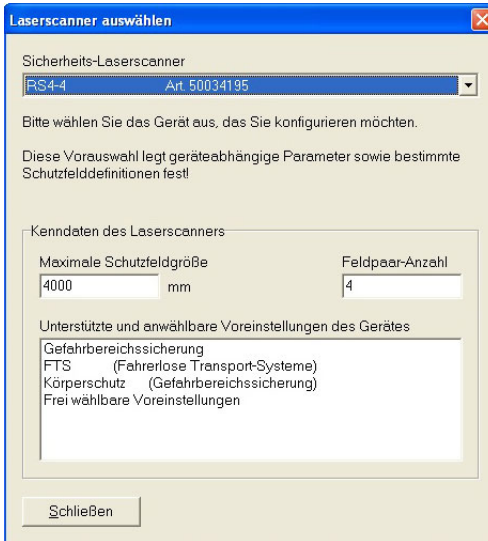 Laserscanner auswählen
Sicherheits-Laserscanner
RS4-4 Art. 50034195
Bitte wählen Sie das Gerät aus, das Sie konfigurieren möchten.
Diese Vorauswahl legt geräteabhängige Parameter sowie bestimmte
Schutzfelddefinitionen fest!
Kenndaten des Laserscanners
Maximale Schutzfeldgröße Feldpaar-Anzahl
4000 mm 4
Unterstützte und anwählbare Voreinstellungen des Gerätes
Gefahrbereichssicherung
FTS (Fahrerlose Transport-Systeme)
Körperschutz (Gefahrbereichssicherung)
Frei wählbare Voreinstellungen
Schließen